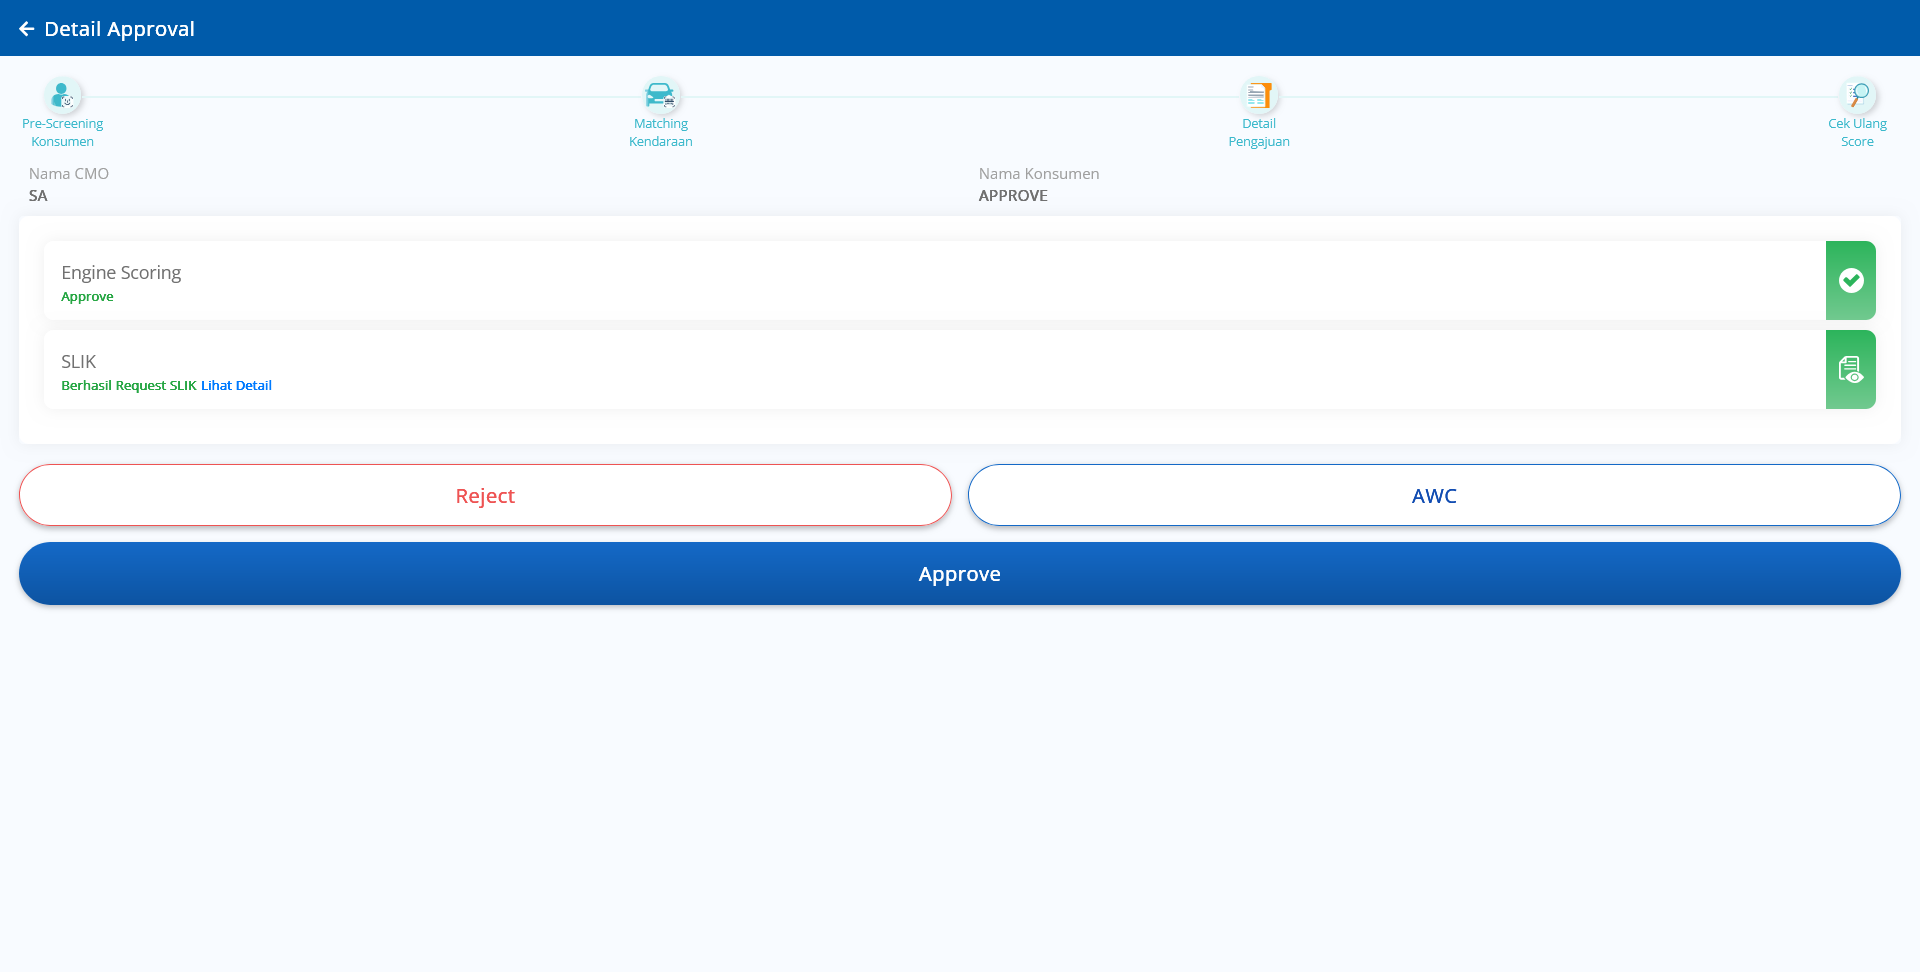 Detail Approval
Pre-Screening
Konsumen
Matching
Kendaraan
Detail
Pengajuan
Cek Ulang
Score
Nama CMO
SA
Nama Konsumen
APPROVE
Engine Scoring
Approve
SLIK
Berhasil Request SLIK Lihat Detail
Reject
AWC
Approve